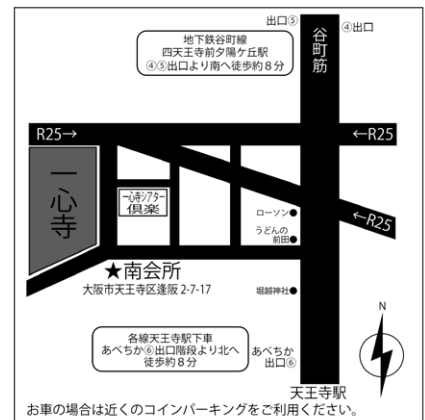 出口⑤
④出口
地下鉄谷町線
四天王寺前夕陽ケ丘駅
④⑤出口より南へ徒歩約８分
谷町筋
R25→
←R25
一心寺
一心寺シアター
倶楽
←R25
ローソン●
うどんの
前田●
★南会所
大阪市天王寺区逢阪 2-7-17
堀越神社●
N
各線天王寺駅下車
あべちか⑥出口階段より北へ
徒歩約８分
あべちか
出口⑥
天王寺駅
お車の場合は近くのコインパーキングをご利用ください。